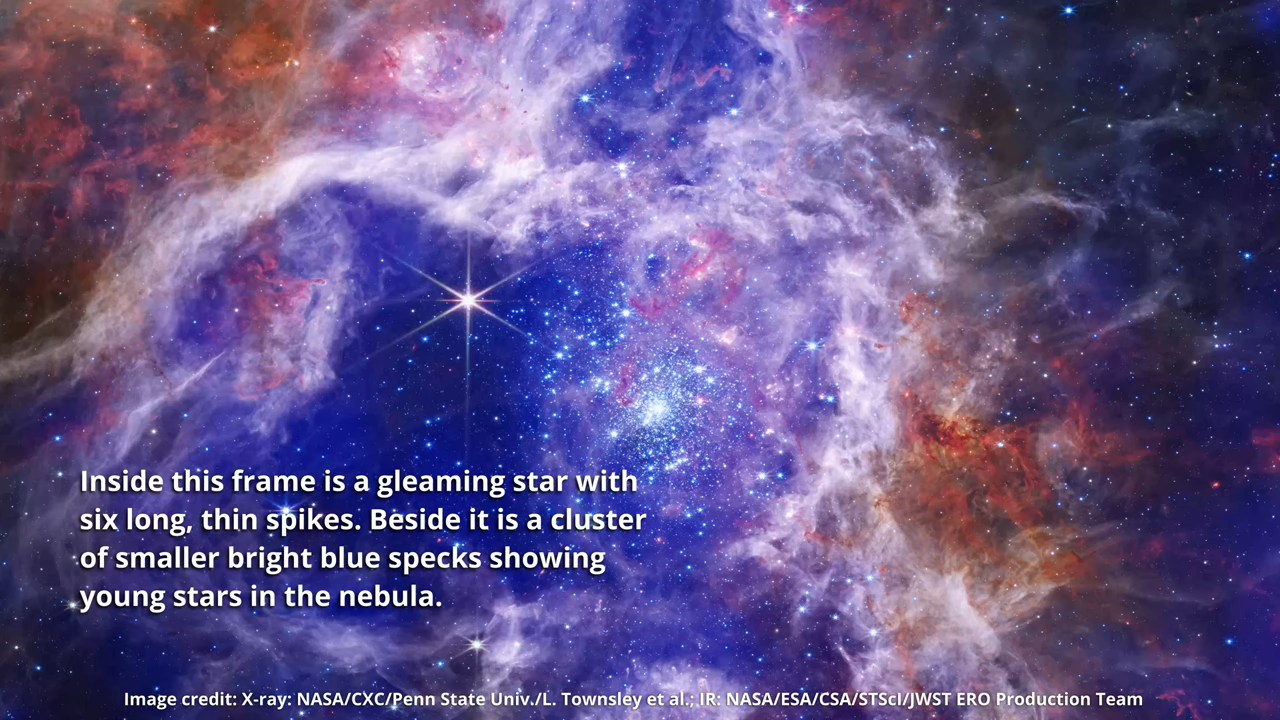 Inside this frame is a gleaming star with
six long, thin spikes. Beside it is a cluster
of smaller bright blue specks showing
young stars in the nebula.
Image credit: X-ray: NASA/CXC/Penn State Univ./L. Townsley et al.; IR: NASA/ESA/CSA/STScI/JWST ERO Production Team